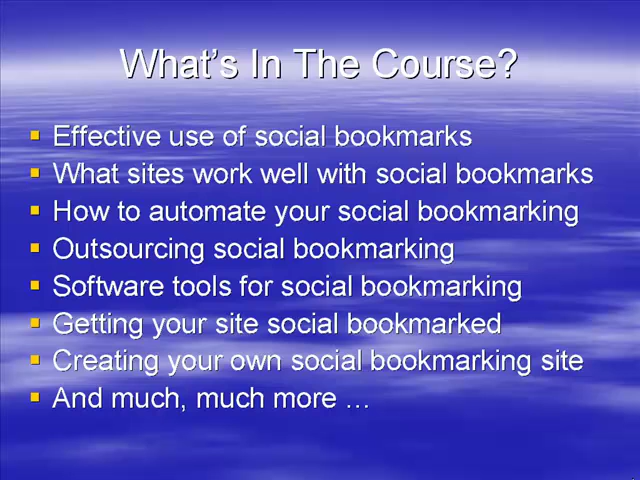 What's In The Course?
Effective use of social bookmarks
What sites work well with social bookmarks
How to automate your social bookmarking
Outsourcing social bookmarking
Software tools for social bookmarking
Getting your site social bookmarked
Creating your own social bookmarking site
And much, much more …